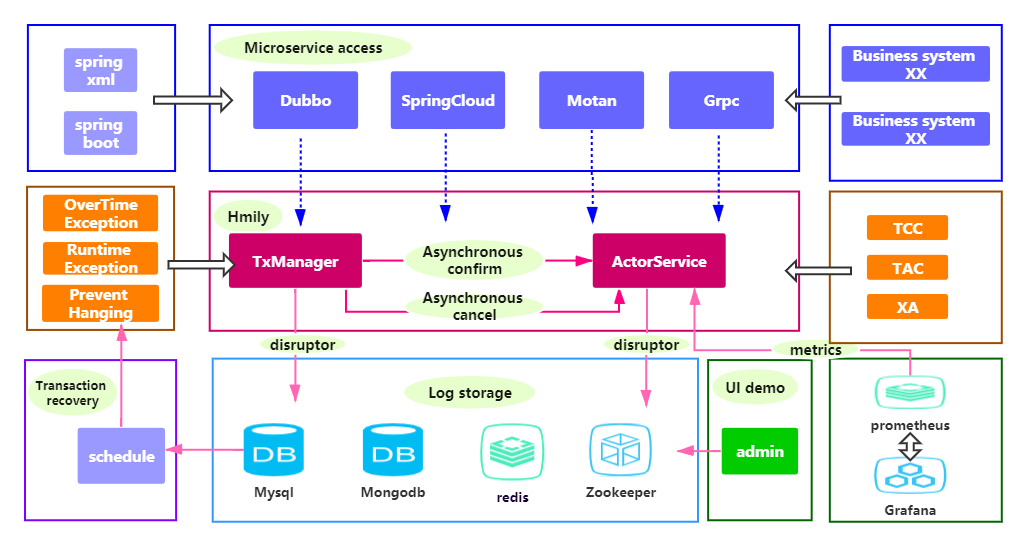 spring
xml
spring
boot
Microservice access
Dubbo
SpringCloud
Motan
Grpc
Business system
XX
Business system
XX
OverTime
Exception
Runtime
Exception
Prevent
Hanging
Hmily
TxManager
Asynchronous
confirm
Asynchronous
cancel
ActorService
TCC
TAC
XA
disruptor
disruptor
metrics
Transaction
recovery
schedule
Log storage
DB
Mysql
DB
Mongodb
redis
Zookeeper
UI demo
admin
prometheus
Grafana